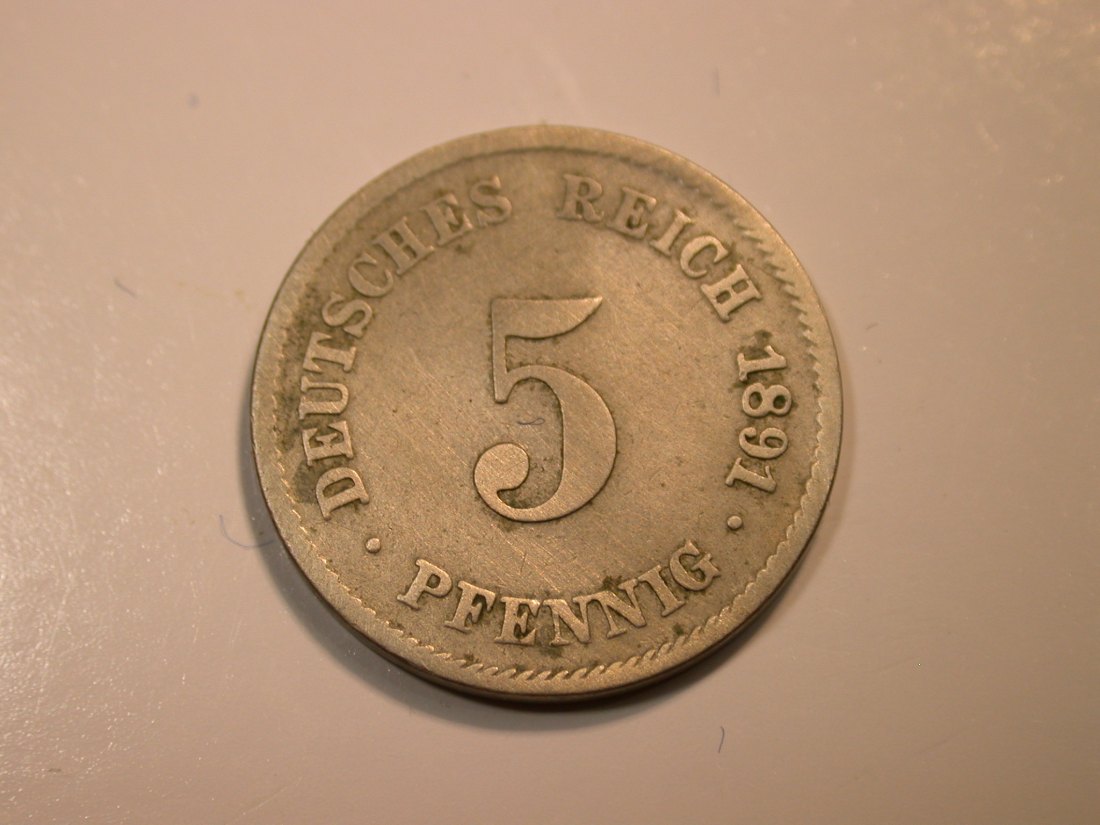 DEUTSCHES REICH 1891
5
· PFENNIG ·